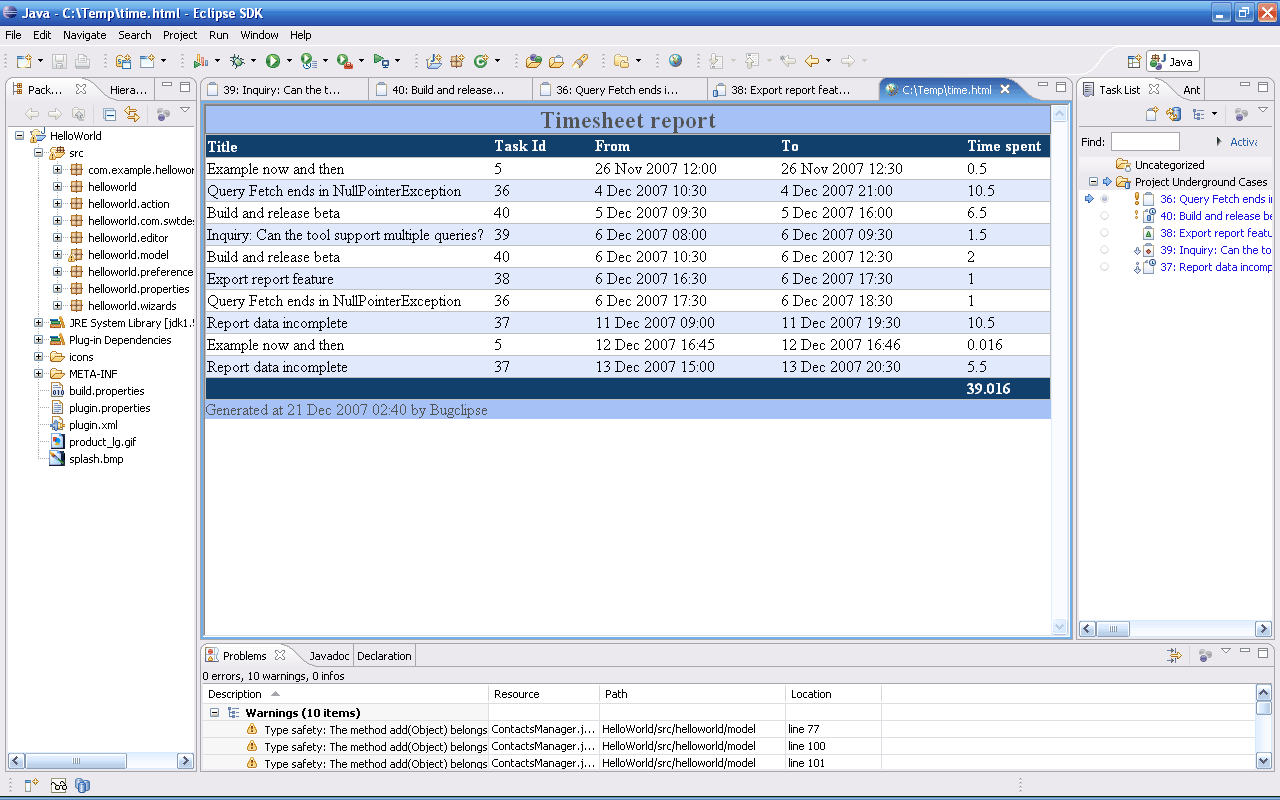 Java - C:\Temp\time.html - Eclipse SDK
File Edit Navigate Search Project Run Window Help
Java
Pack... Hiera...
39: Inquiry: Can the t... 40: Build and release... 36: Query Fetch ends i... 38: Export report feat... C:\Temp\time.html
Task List Ant
HelloWorld
src
com.example.hellowor
helloworld
helloworld.action
helloworld.com.swtdes
helloworld.editor
helloworld.model
helloworld.preference
helloworld.properties
helloworld.wizards
JRE System Library [jdk1.5
Plug-in Dependencies
icons
META-INF
build.properties
plugin.properties
plugin.xml
product_lg.gif
splash.bmp
Timesheet report
Title Task Id From To Time spent
Example now and then 5 26 Nov 2007 12:00 26 Nov 2007 12:30 0.5
Query Fetch ends in NullPointerException 36 4 Dec 2007 10:30 4 Dec 2007 21:00 10.5
Build and release beta 40 5 Dec 2007 09:30 5 Dec 2007 16:00 6.5
Inquiry: Can the tool support multiple queries? 39 6 Dec 2007 08:00 6 Dec 2007 09:30 1.5
Build and release beta 40 6 Dec 2007 10:30 6 Dec 2007 12:30 2
Export report feature 38 6 Dec 2007 16:30 6 Dec 2007 17:30 1
Query Fetch ends in NullPointerException 36 6 Dec 2007 17:30 6 Dec 2007 18:30 1
Report data incomplete 37 11 Dec 2007 09:00 11 Dec 2007 19:30 10.5
Example now and then 5 12 Dec 2007 16:45 12 Dec 2007 16:46 0.016
Report data incomplete 37 13 Dec 2007 15:00 13 Dec 2007 20:30 5.5
39.016
Generated at 21 Dec 2007 02:40 by Bugclipse
Find: Activa
Uncategorized
Project Underground Cases
36: Query Fetch ends i
40: Build and release be
38: Export report featu
39: Inquiry: Can the to
37: Report data incomp
Problems Javadoc Declaration
0 errors, 10 warnings, 0 infos
Description Resource Path Location
Warnings (10 items)
Type safety: The method add(Object) belongs ContactsManager.j... HelloWorld/src/helloworld/model line 77
Type safety: The method add(Object) belongs ContactsManager.j... HelloWorld/src/helloworld/model line 100
Type safety: The method add(Object) belongs ContactsManager.j... HelloWorld/src/helloworld/model line 101